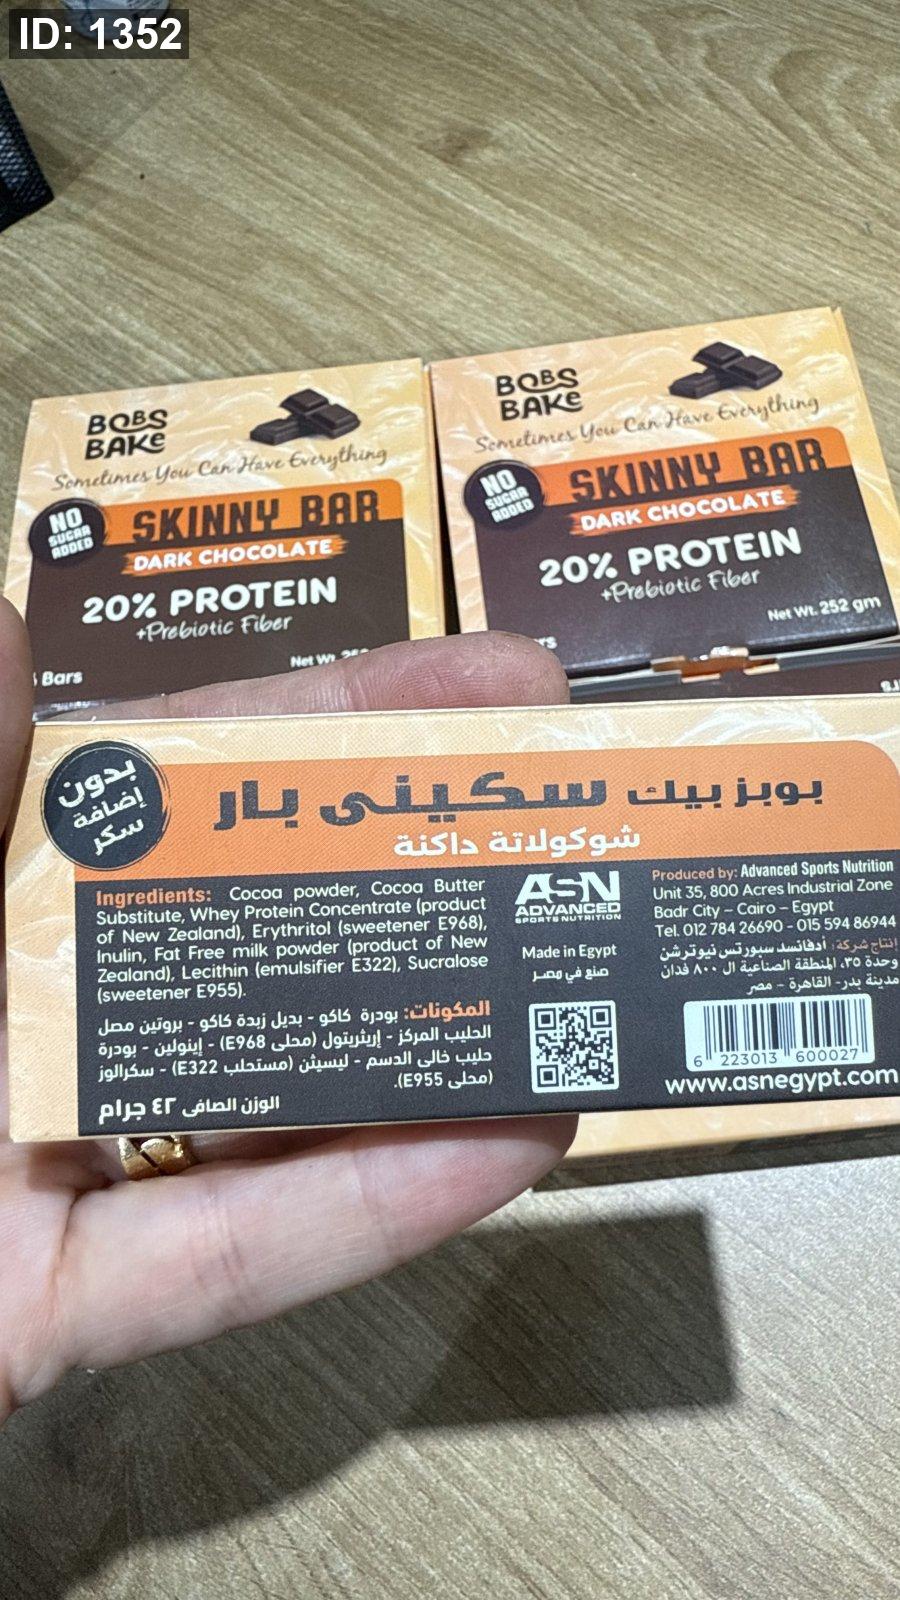 ID: 1352
BOBS
BAKE
Sometimes You Can Have Everything
NO
SUGAR
ADDED
SKINNY BAR
DARK CHOCOLATE
20% PROTEIN
+Prebiotic Fiber
Net Wt.
Bars
BOBS
BAKE
Sometimes You Can Have Everything
NO
SUGAR
ADDED
SKINNY BAR
DARK CHOCOLATE
20% PROTEIN
+Prebiotic Fiber
Net Wt. 252 gm
بدون
إضافة
سكر
بوبز بيك سكينى بار
شوكولاتة داكنة
Ingredients: Cocoa powder, Cocoa Butter
Substitute, Whey Protein Concentrate (product
of New Zealand), Erythritol (sweetener E968),
Inulin, Fat Free milk powder (product of New
Zealand), Lecithin (emulsifier E322), Sucralose
(sweetener E955).
المكونات: بودرة كاكو - بديل زبدة كاكو - بروتين مصل
الحليب المركز - إريثريتول (محلى E968) - إينولين - بودرة
حليب خالى الدسم - ليسيثن (مستحلب E322) - سكرالوز
(محلى E955).
الوزن الصافى ٤٢ جرام
ASN
ADVANCED
SPORTS NUTRITION
Made in Egypt
صنع في مصر
Produced by: Advanced Sports Nutrition
Unit 35, 800 Acres Industrial Zone
Badr City – Cairo – Egypt
Tel. 012 784 26690 - 015 594 86944
إنتاج شركة: أدفانسد سبورتس نيوترشن
وحدة ٣٥، المنطقة الصناعية ال ٨٠٠ فدان
مدينة بدر- القاهرة - مصر
6 223013 600027
www.asnegypt.com